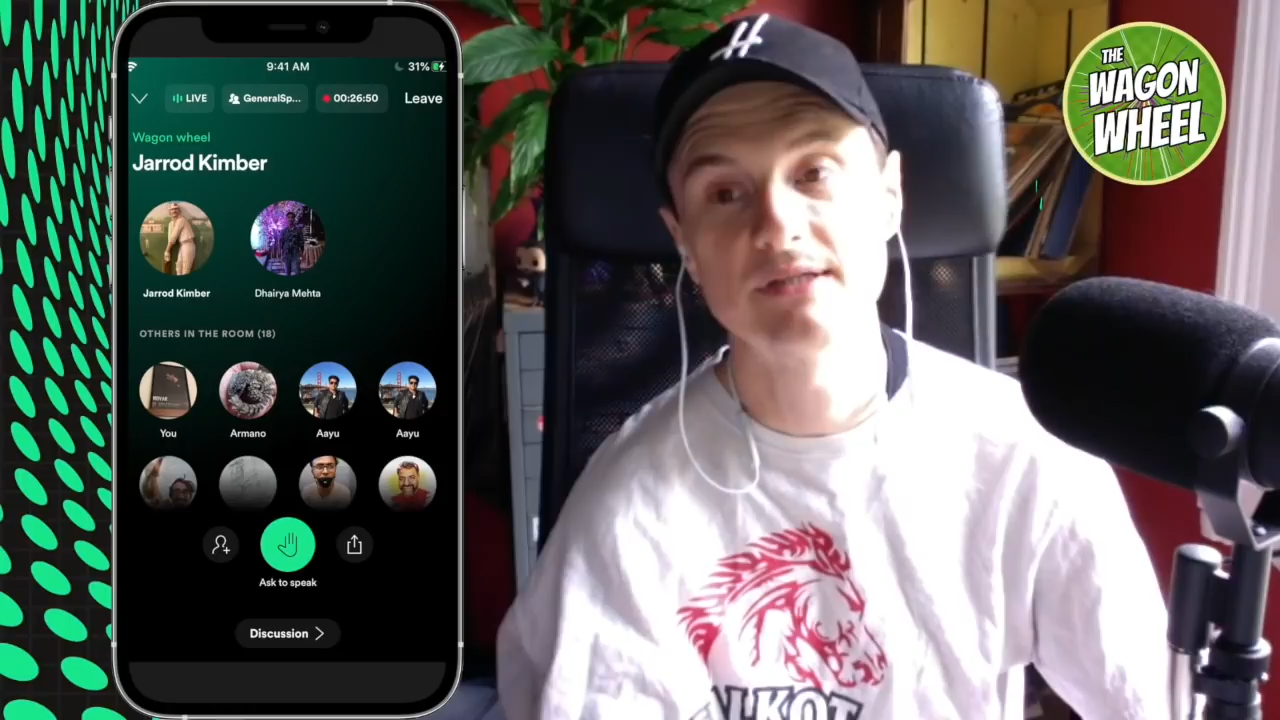 9:41 AM
31%
LIVE
GeneralSp...
00:26:50
Leave
Wagon wheel
Jarrod Kimber
Jarrod Kimber
Dhairya Mehta
OTHERS IN THE ROOM (18)
You
Armano
Aayu
Aayu
Ask to speak
Discussion
THE
WAGON
WHEEL
H
ALKOT